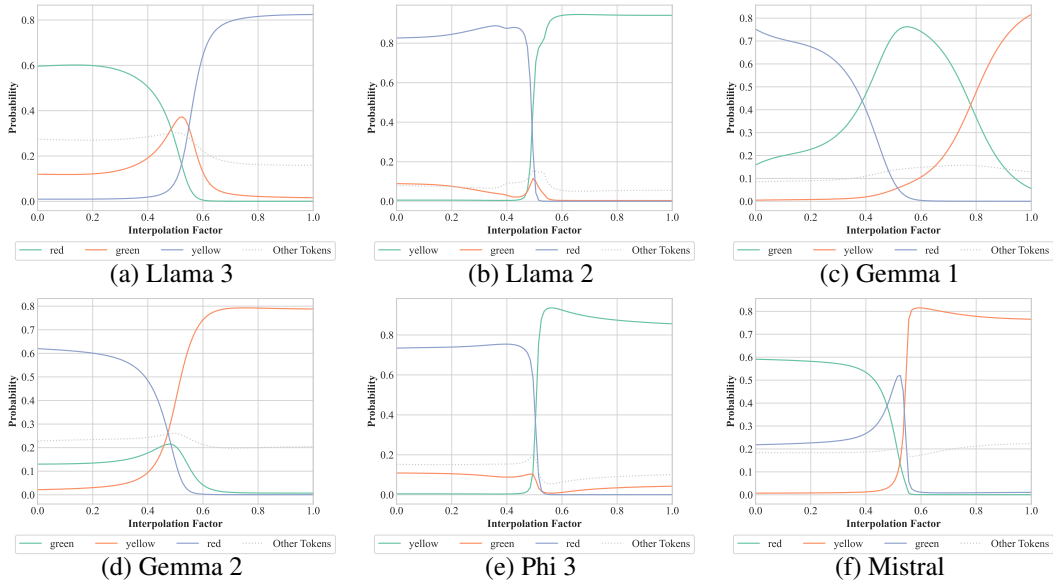 0.8
0.6
0.4
0.2
0.0
Probability
0.0 0.2 0.4 0.6 0.8 1.0
Interpolation Factor
red green yellow Other Tokens
(a) Llama 3
0.8
0.6
0.4
0.2
0.0
Probability
0.0 0.2 0.4 0.6 0.8 1.0
Interpolation Factor
yellow green red Other Tokens
(b) Llama 2
0.8
0.7
0.6
0.5
0.4
0.3
0.2
0.1
0.0
Probability
0.0 0.2 0.4 0.6 0.8 1.0
Interpolation Factor
green yellow red Other Tokens
(c) Gemma 1
0.8
0.7
0.6
0.5
0.4
0.3
0.2
0.1
0.0
Probability
0.0 0.2 0.4 0.6 0.8 1.0
Interpolation Factor
green yellow red Other Tokens
(d) Gemma 2
0.8
0.6
0.4
0.2
0.0
Probability
0.0 0.2 0.4 0.6 0.8 1.0
Interpolation Factor
yellow green red Other Tokens
(e) Phi 3
0.8
0.7
0.6
0.5
0.4
0.3
0.2
0.1
0.0
Probability
0.0 0.2 0.4 0.6 0.8 1.0
Interpolation Factor
red yellow green Other Tokens
(f) Mistral